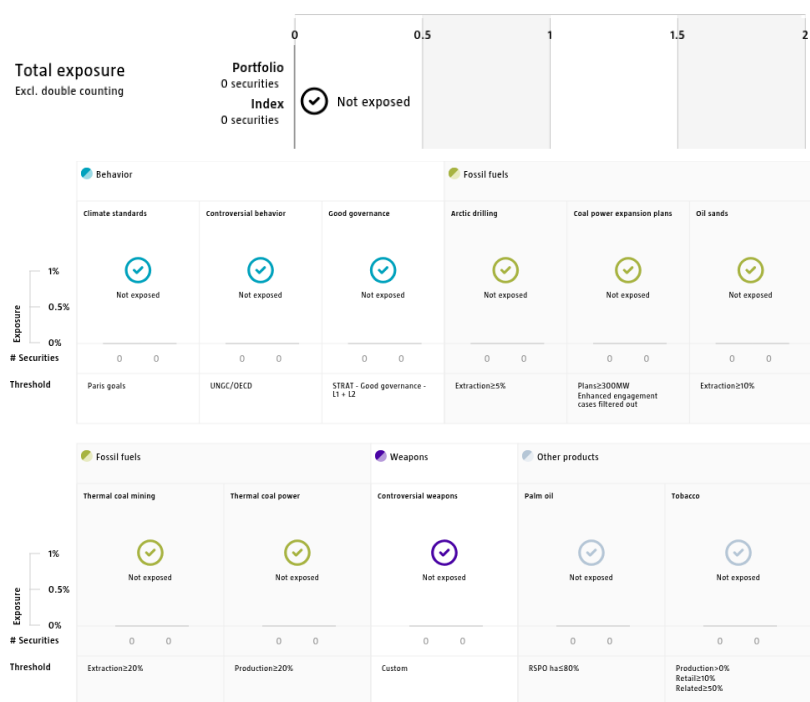 0 0.5 1 1.5 2
Total exposure
Excl. double counting
Portfolio
0 securities
Index
0 securities
Not exposed
Behavior Fossil fuels
Climate standards Controversial behavior Good governance Arctic drilling Coal power expansion plans Oil sands
Exposure
1%
0.5%
0%
Not exposed Not exposed Not exposed Not exposed Not exposed Not exposed
# Securities 0 0 0 0 0 0 0 0 0 0 0 0
Threshold Paris goals UNGC/OECD STRAT - Good governance - Extraction≥5% Plans≥300MW Extraction≥10%
L1 + L2 Enhanced engagement
cases filtered out
Fossil fuels Weapons Other products
Thermal coal mining Thermal coal power Controversial weapons Palm oil Tobacco
Exposure
1%
0.5%
0%
Not exposed Not exposed Not exposed Not exposed Not exposed
# Securities 0 0 0 0 0 0 0 0 0 0
Threshold Extraction≥20% Production≥20% Custom RSPO ha≤80% Production>0%
Retail≥10%
Related≥50%